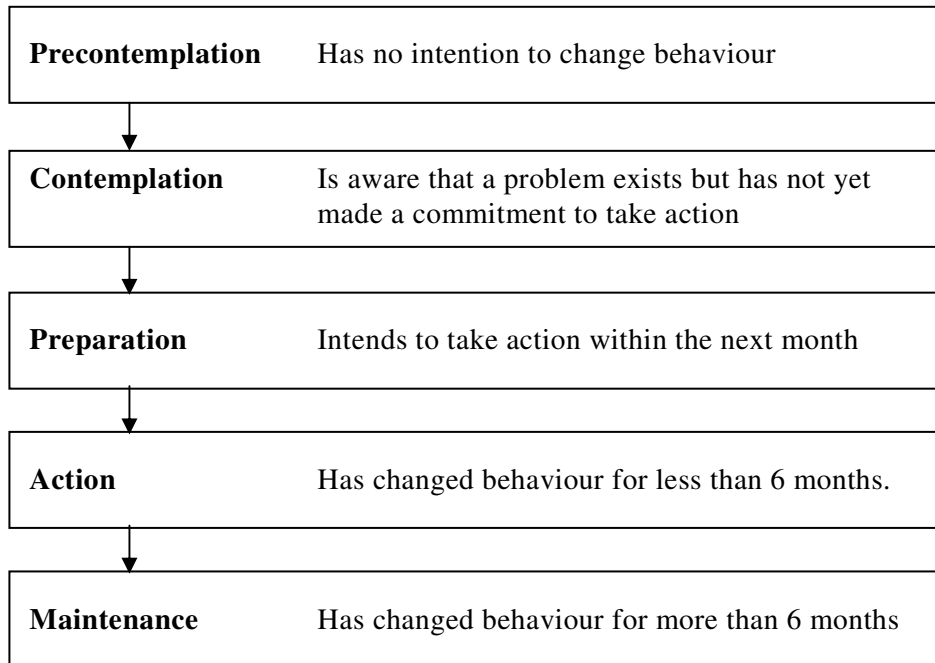 Precontemplation Has no intention to change behaviour
Contemplation Is aware that a problem exists but has not yet
made a commitment to take action
Preparation Intends to take action within the next month
Action Has changed behaviour for less than 6 months.
Maintenance Has changed behaviour for more than 6 months